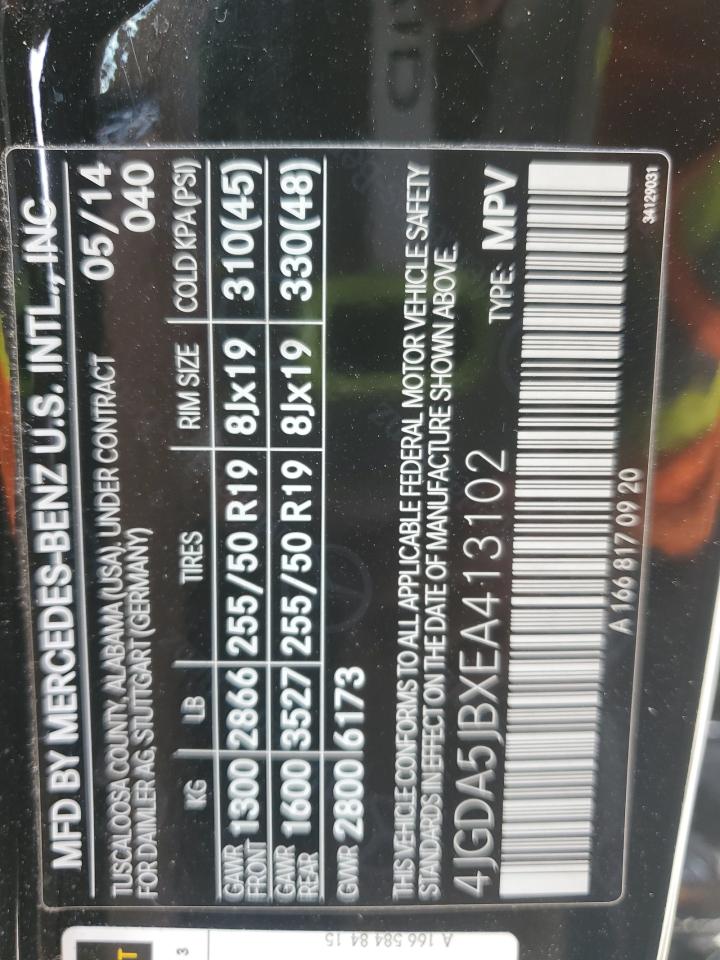 MFD BY MERCEDES-BENZ U.S. INTL., INC
TUSCALOOSA COUNTY, ALABAMA (USA), UNDER CONTRACT 05/14
FOR DAIMLER AG, STUTTGART (GERMANY) 040
KG LB TIRES RIM SIZE COLD KPA(PSI)
GAWR FRONT 1300 2866 255/50 R19 8Jx19 310(45)
GAWR REAR 1600 3527 255/50 R19 8Jx19 330(48)
GVWR 2800 6173
THIS VEHICLE CONFORMS TO ALL APPLICABLE FEDERAL MOTOR VEHICLE SAFETY
STANDARDS IN EFFECT ON THE DATE OF MANUFACTURE SHOWN ABOVE.
4JGDA5JBXEA413102 TYPE: MPV
A 166 817 09 20
34129031
A 166 584 84 15
3